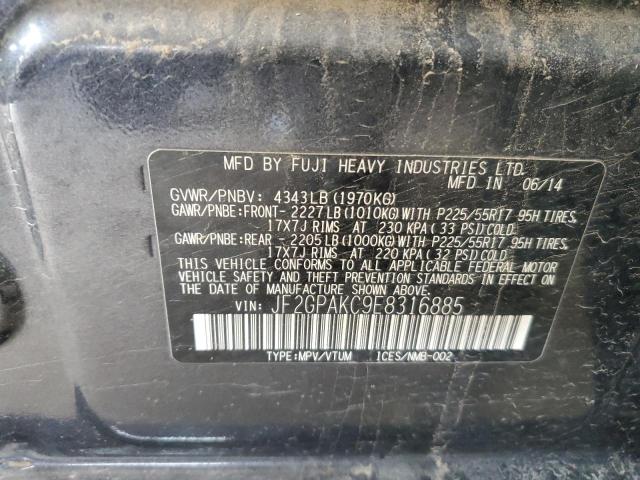 MFD BY FUJI HEAVY INDUSTRIES LTD.
MFD IN 06/14
GVWR/PNBV: 4343LB(1970KG)
GAWR/PNBE:FRONT-2227LB(1010KG)WITH P225/55R17 95H TIRES,
17X7J RIMS AT 230 KPA(33 PSI)COLD
GAWR/PNBE:REAR -2205LB(1000KG)WITH P225/55R17 95H TIRES,
17X7J RIMS AT 220 KPA(32 PSI)COLD
THIS VEHICLE CONFORMS TO ALL APPLICABLE FEDERAL MOTOR
VEHICLE SAFETY AND THEFT PREVENTION STANDARDS IN EFFECT ON
THE DATE OF MANUFACTURE SHOWN ABOVE.
VIN: JF2GPAKC9E8316885
TYPE:MPV/VTUM ICES/NMB-002